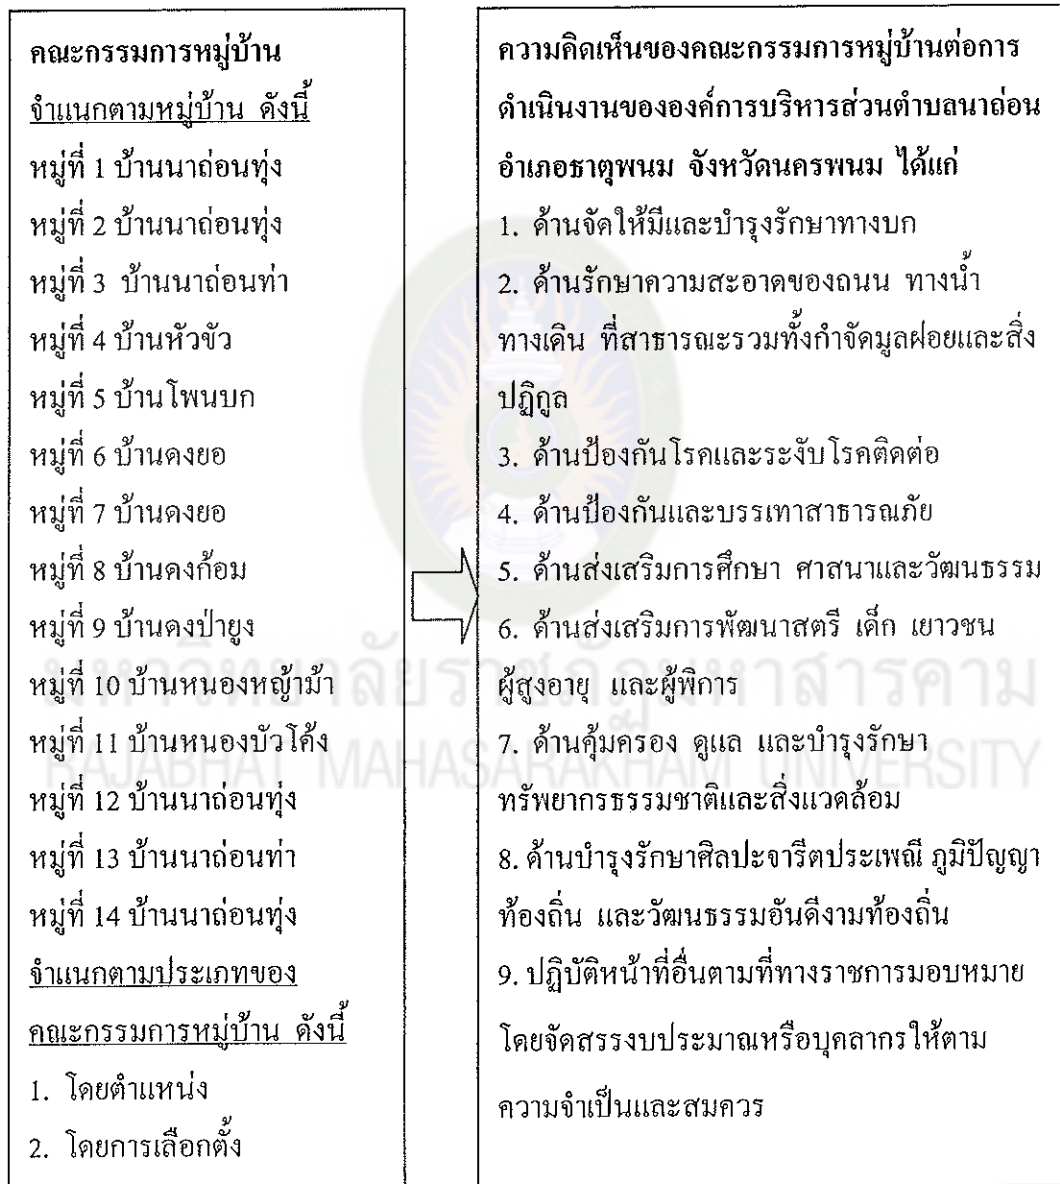 คณะกรรมการหมู่บ้าน
จำแนกตามหมู่บ้าน ดังนี้
หมู่ที่ 1 บ้านนาถ่อนทุ่ง
หมู่ที่ 2 บ้านนาถ่อนทุ่ง
หมู่ที่ 3 บ้านนาถ่อนท่า
หมู่ที่ 4 บ้านหัวขัว
หมู่ที่ 5 บ้านโพนบก
หมู่ที่ 6 บ้านดงยอ
หมู่ที่ 7 บ้านดงยอ
หมู่ที่ 8 บ้านดงก้อม
หมู่ที่ 9 บ้านดงป่ายูง
หมู่ที่ 10 บ้านหนองหญ้าม้า
หมู่ที่ 11 บ้านหนองบัวโค้ง
หมู่ที่ 12 บ้านนาถ่อนทุ่ง
หมู่ที่ 13 บ้านนาถ่อนท่า
หมู่ที่ 14 บ้านนาถ่อนทุ่ง
จำแนกตามประเภทของ
คณะกรรมการหมู่บ้าน ดังนี้
1. โดยตำแหน่ง
2. โดยการเลือกตั้ง
ความคิดเห็นของคณะกรรมการหมู่บ้านต่อการ
ดำเนินงานขององค์การบริหารส่วนตำบลนาถ่อน
อำเภอธาตุพนม จังหวัดนครพนม ได้แก่
1. ด้านจัดให้มีและบำรุงรักษาทางบก
2. ด้านรักษาความสะอาดของถนน ทางน้ำ
ทางเดิน ที่สาธารณะรวมทั้งกำจัดมูลฝอยและสิ่ง
ปฏิกูล
3. ด้านป้องกันโรคและระงับโรคติดต่อ
4. ด้านป้องกันและบรรเทาสาธารณภัย
5. ด้านส่งเสริมการศึกษา ศาสนาและวัฒนธรรม
6. ด้านส่งเสริมการพัฒนาสตรี เด็ก เยาวชน
ผู้สูงอายุ และผู้พิการ
7. ด้านคุ้มครอง ดูแล และบำรุงรักษา
ทรัพยากรธรรมชาติและสิ่งแวดล้อม
8. ด้านบำรุงรักษาศิลปะจารีตประเพณี ภูมิปัญญา
ท้องถิ่น และวัฒนธรรมอันดีงามท้องถิ่น
9. ปฏิบัติหน้าที่อื่นตามที่ทางราชการมอบหมาย
โดยจัดสรรงบประมาณหรือบุคลากรให้ตาม
ความจำเป็นและสมควร
มหาวิทยาลัยราชภัฏมหาสารคาม
RAJABHAT MAHASARAKHAM UNIVERSITY